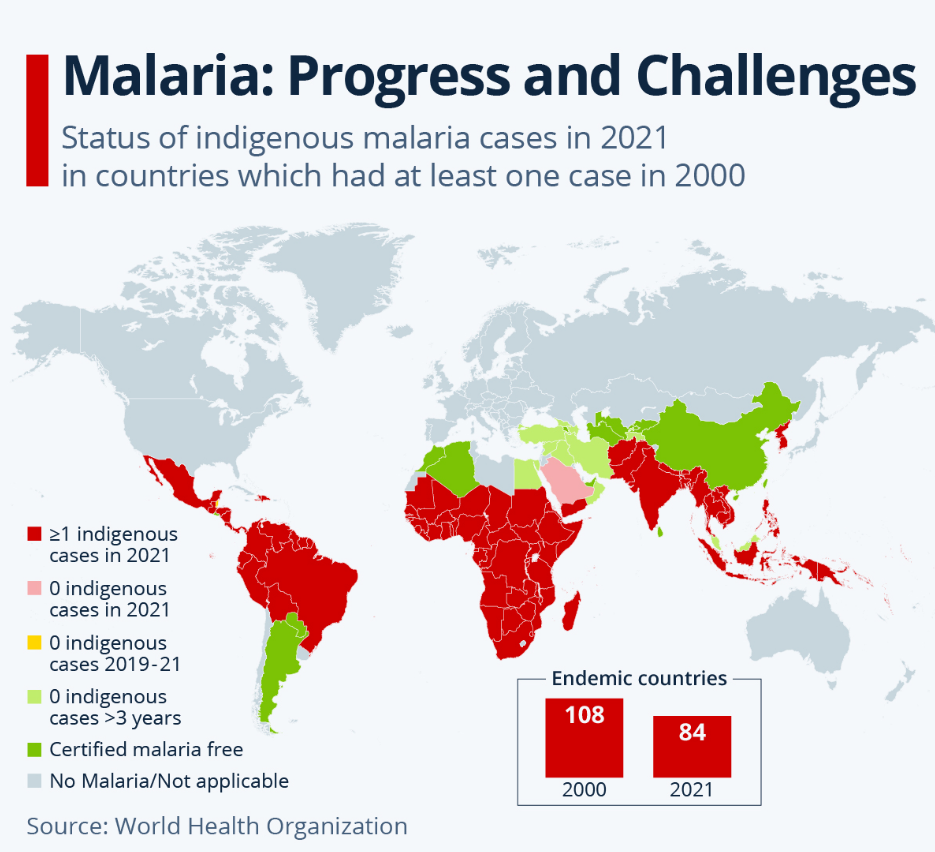 Malaria: Progress and Challenges
Status of indigenous malaria cases in 2021
in countries which had at least one case in 2000
≥1 indigenous
cases in 2021
0 indigenous
cases in 2021
0 indigenous
cases 2019-21
0 indigenous
cases >3 years
Certified malaria free
No Malaria/Not applicable
Endemic countries
108
84
2000
2021
Source: World Health Organization